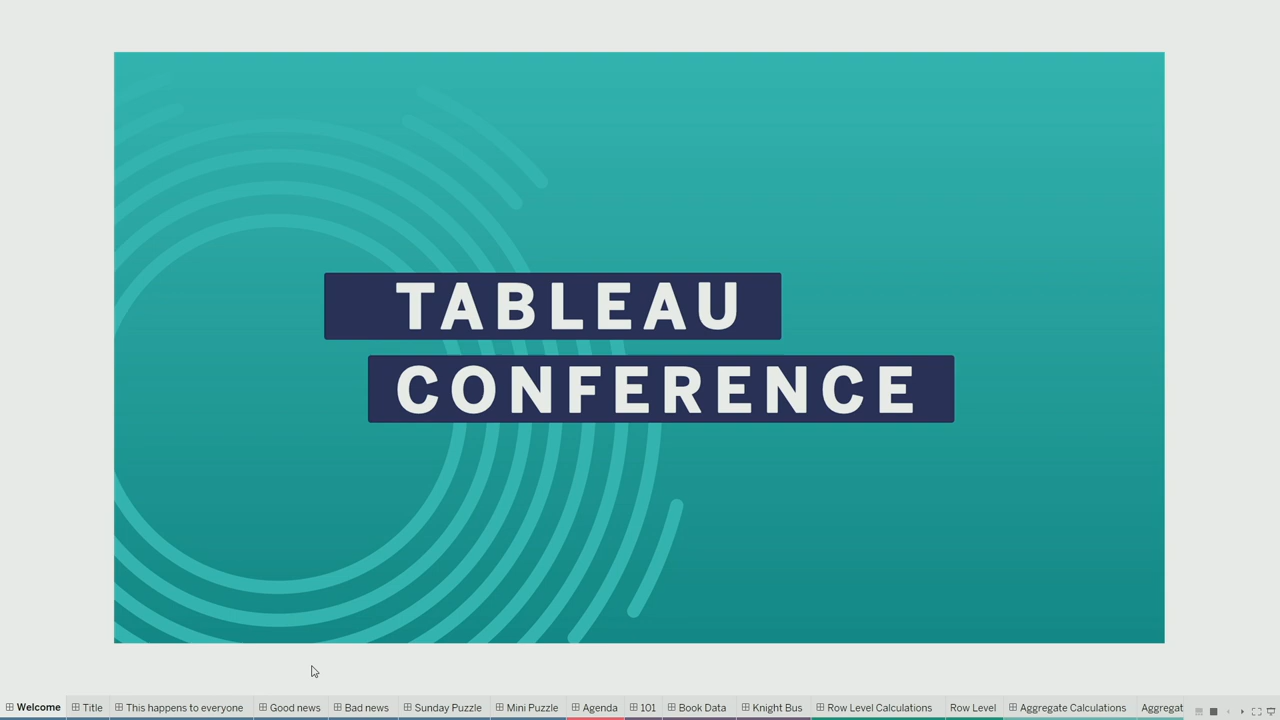 TABLEAU
CONFERENCE
Welcome Title This happens to everyone Good news Bad news Sunday Puzzle Mini Puzzle Agenda 101 Book Data Knight Bus Row Level Calculations Row Level Aggregate Calculations Aggregat